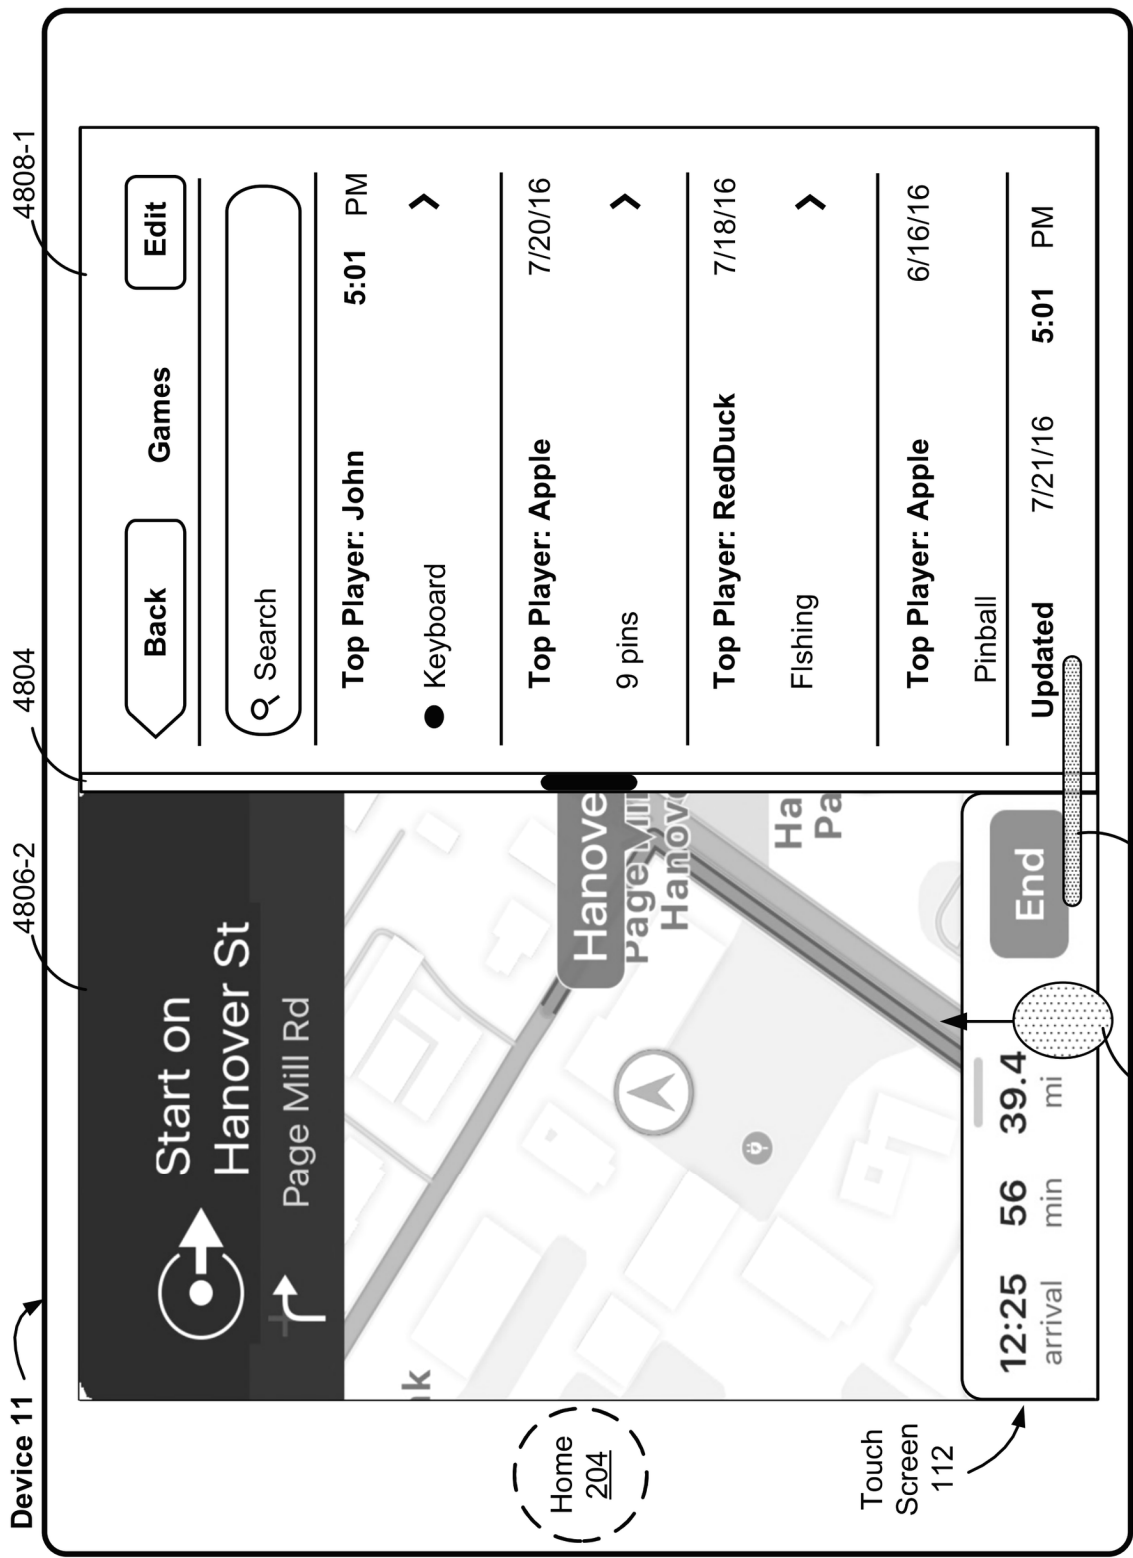 Device 11
4806-2
4804
4808-1
Start on
Hanover St
Page Mill Rd
Hanove
Page Mill
Hanove
Ha
Pa
12:25
arrival
56
min
39.4
mi
End
Back
Games
Edit
Search
Top Player: John
5:01 PM
Keyboard
Top Player: Apple
7/20/16
9 pins
Top Player: RedDuck
7/18/16
FIshing
Top Player: Apple
6/16/16
Pinball
Updated 7/21/16 5:01 PM
Home
204
Touch
Screen
112